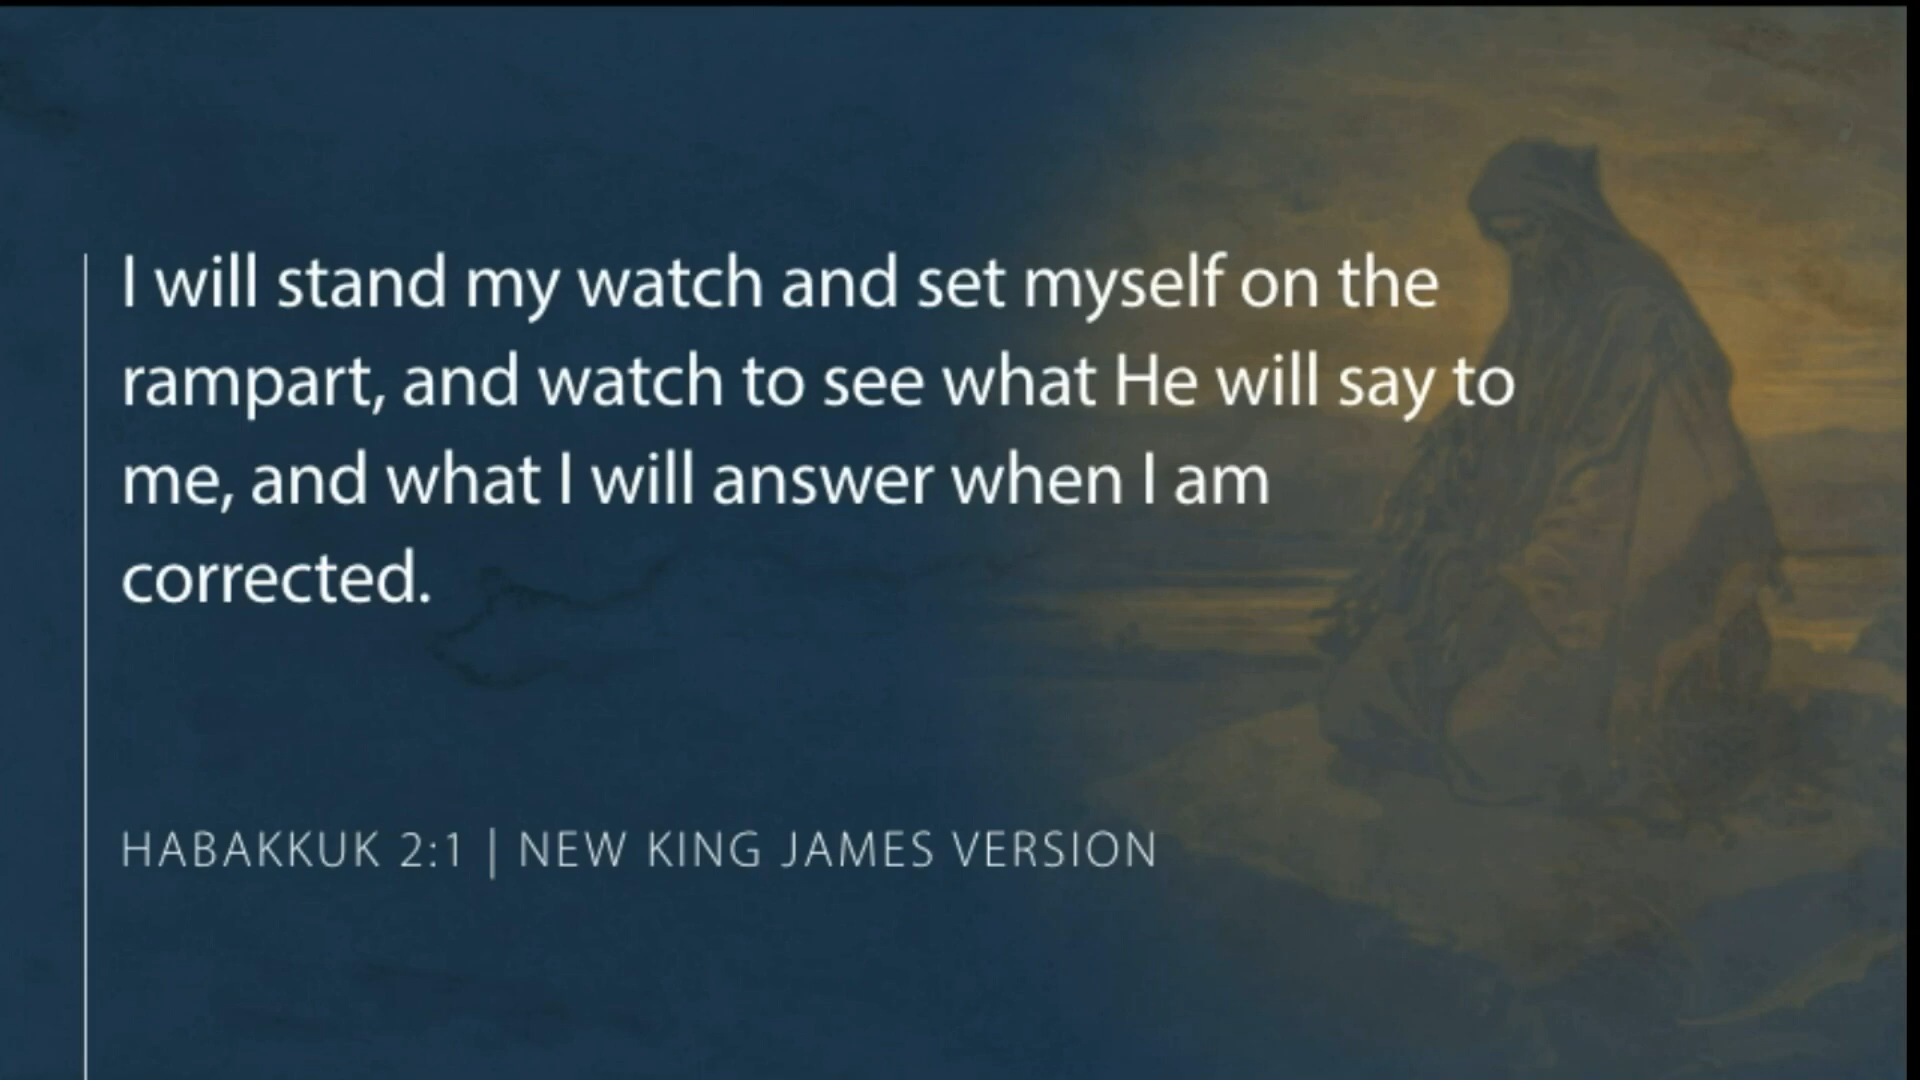 I will stand my watch and set myself on the
rampart, and watch to see what He will say to
me, and what I will answer when I am
corrected.
HABAKKUK 2:1 | NEW KING JAMES VERSION